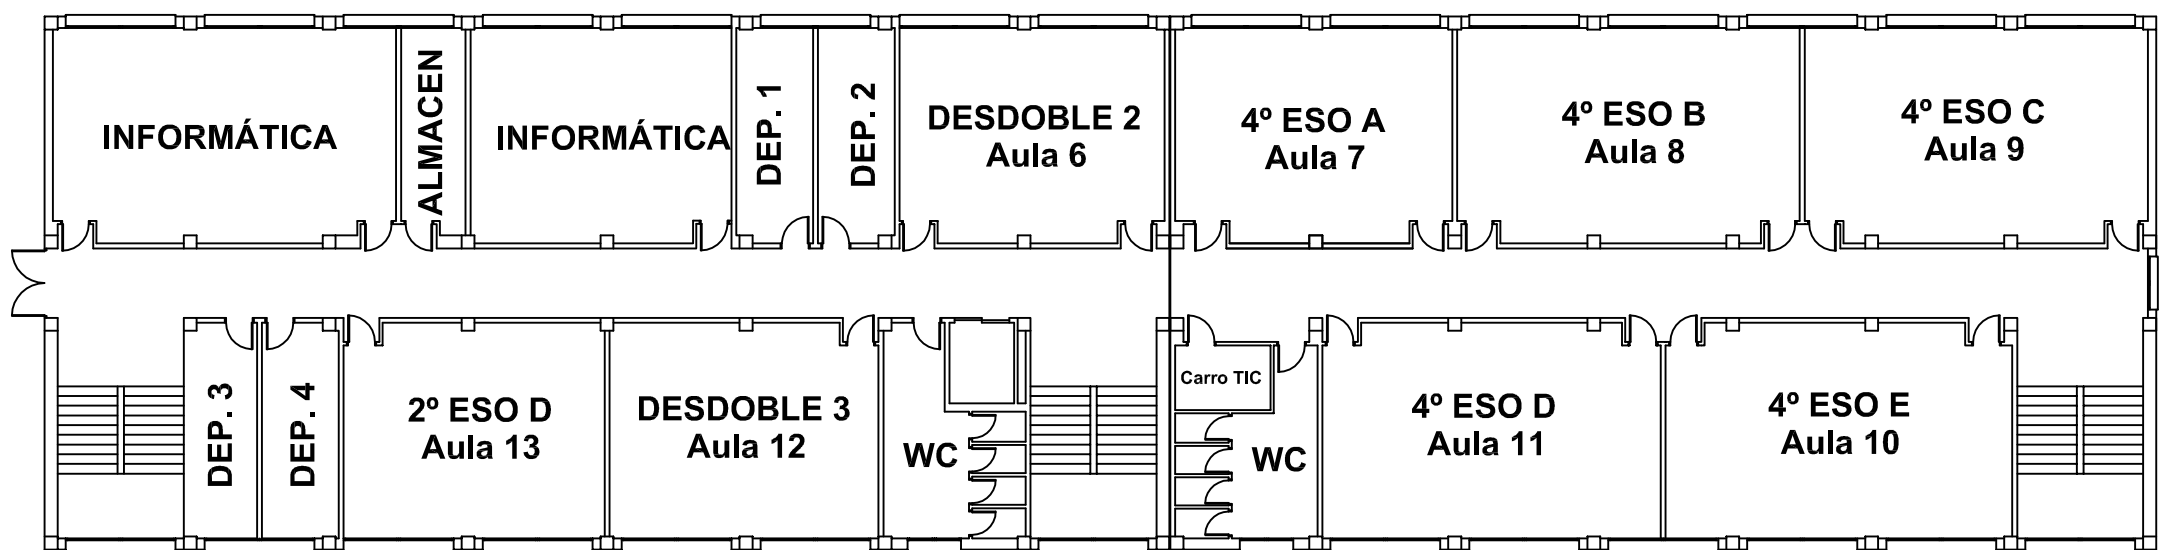 INFORMÁTICA
ALMACEN
INFORMÁTICA
DEP. 1
DEP. 2
DESDOBLE 2
Aula 6
4º ESO A
Aula 7
4º ESO B
Aula 8
4º ESO C
Aula 9
DEP. 3
DEP. 4
2º ESO D
Aula 13
DESDOBLE 3
Aula 12
WC
Carro TIC
WC
4º ESO D
Aula 11
4º ESO E
Aula 10